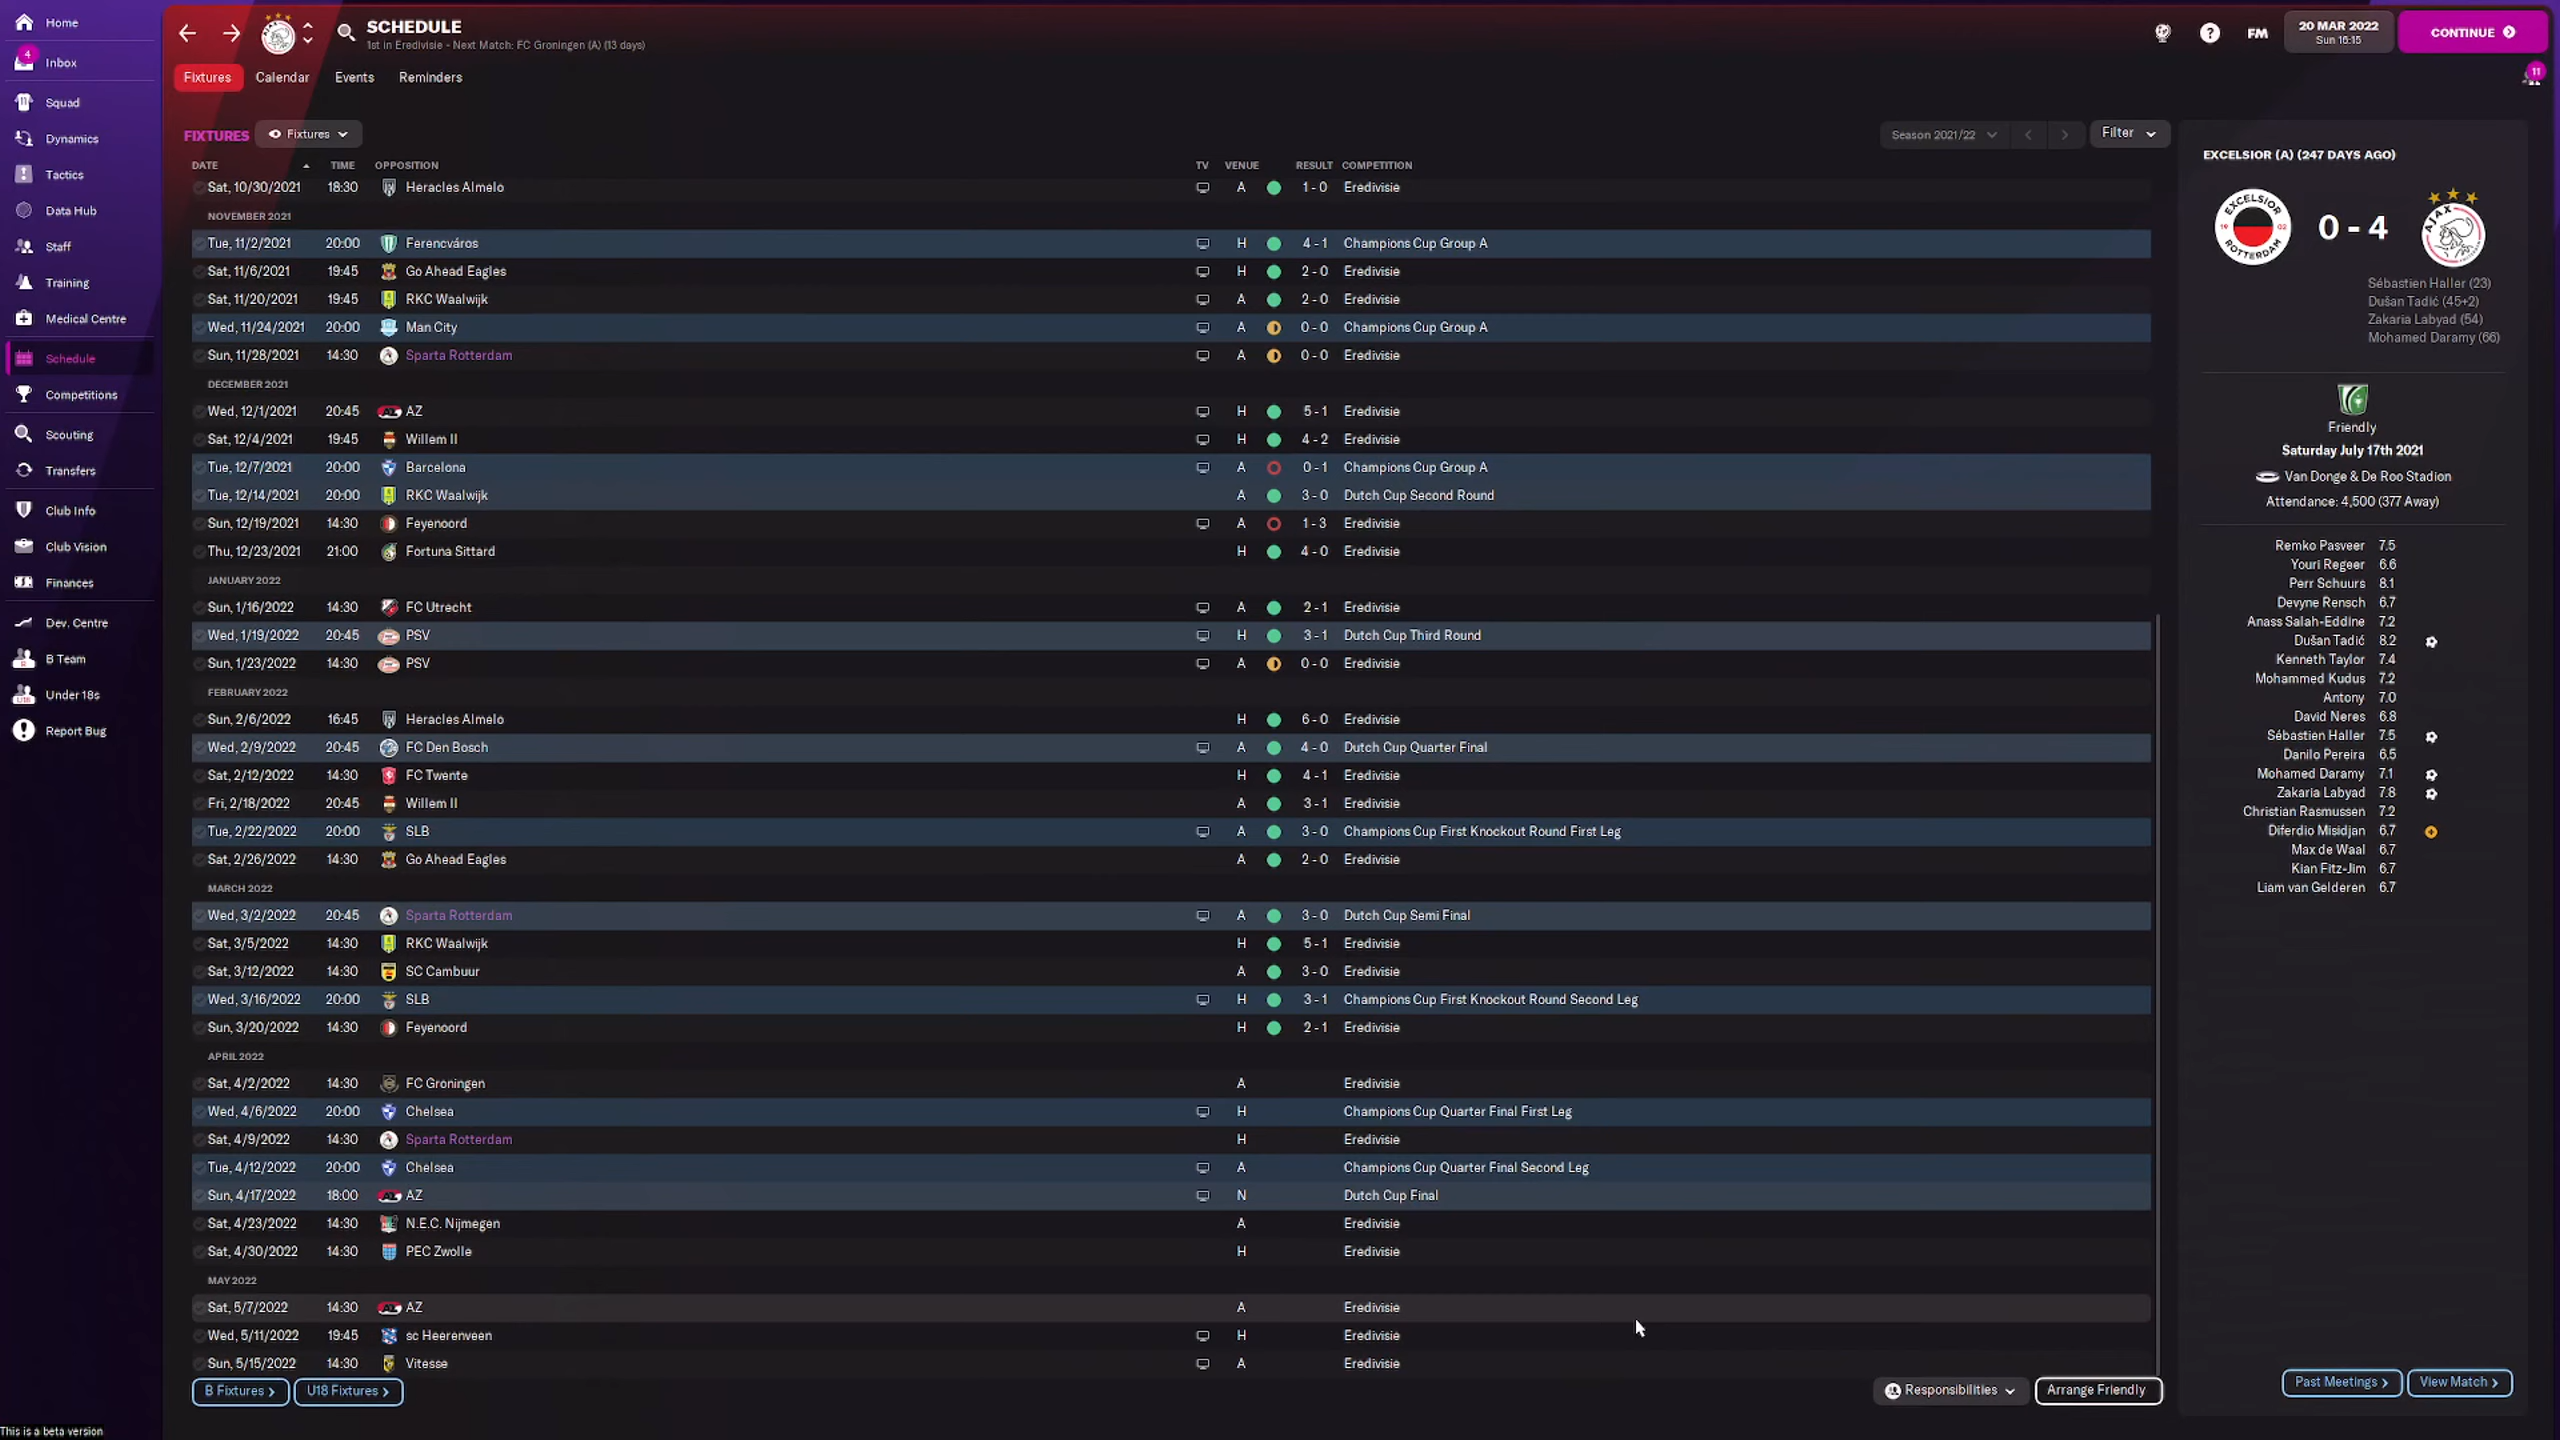 Home
Inbox
4
Squad
Dynamics
Tactics
Data Hub
Staff
Training
Medical Centre
Schedule
Competitions
Scouting
Transfers
Club Info
Club Vision
Finances
Dev. Centre
B Team
Under 18s
Report Bug
This is a beta version
SCHEDULE
1st in Eredivisie - Next Match: FC Groningen (A) (13 days)
FM
20 MAR 2022
Sun 16:15
CONTINUE
11
Fixtures Calendar Events Reminders
FIXTURES Fixtures Season 2021/22 Filter
DATE TIME OPPOSITION TV VENUE RESULT COMPETITION
Sat, 10/30/2021 18:30 Heracles Almelo A 1 - 0 Eredivisie
NOVEMBER 2021
Tue, 11/2/2021 20:00 Ferencváros H 4 - 1 Champions Cup Group A
Sat, 11/6/2021 19:45 Go Ahead Eagles H 2 - 0 Eredivisie
Sat, 11/20/2021 19:45 RKC Waalwijk A 2 - 0 Eredivisie
Wed, 11/24/2021 20:00 Man City A 0 - 0 Champions Cup Group A
Sun, 11/28/2021 14:30 Sparta Rotterdam A 0 - 0 Eredivisie
DECEMBER 2021
Wed, 12/1/2021 20:45 AZ H 5 - 1 Eredivisie
Sat, 12/4/2021 19:45 Willem II H 4 - 2 Eredivisie
Tue, 12/7/2021 20:00 Barcelona A 0 - 1 Champions Cup Group A
Tue, 12/14/2021 20:00 RKC Waalwijk A 3 - 0 Dutch Cup Second Round
Sun, 12/19/2021 14:30 Feyenoord A 1 - 3 Eredivisie
Thu, 12/23/2021 21:00 Fortuna Sittard H 4 - 0 Eredivisie
JANUARY 2022
Sun, 1/16/2022 14:30 FC Utrecht A 2 - 1 Eredivisie
Wed, 1/19/2022 20:45 PSV H 3 - 1 Dutch Cup Third Round
Sun, 1/23/2022 14:30 PSV A 0 - 0 Eredivisie
FEBRUARY 2022
Sun, 2/6/2022 16:45 Heracles Almelo H 6 - 0 Eredivisie
Wed, 2/9/2022 20:45 FC Den Bosch A 4 - 0 Dutch Cup Quarter Final
Sat, 2/12/2022 14:30 FC Twente H 4 - 1 Eredivisie
Fri, 2/18/2022 20:45 Willem II A 3 - 1 Eredivisie
Tue, 2/22/2022 20:00 SLB A 3 - 0 Champions Cup First Knockout Round First Leg
Sat, 2/26/2022 14:30 Go Ahead Eagles A 2 - 0 Eredivisie
MARCH 2022
Wed, 3/2/2022 20:45 Sparta Rotterdam A 3 - 0 Dutch Cup Semi Final
Sat, 3/5/2022 14:30 RKC Waalwijk H 5 - 1 Eredivisie
Sat, 3/12/2022 14:30 SC Cambuur A 3 - 0 Eredivisie
Wed, 3/16/2022 20:00 SLB H 3 - 1 Champions Cup First Knockout Round Second Leg
Sun, 3/20/2022 14:30 Feyenoord H 2 - 1 Eredivisie
APRIL 2022
Sat, 4/2/2022 14:30 FC Groningen A Eredivisie
Wed, 4/6/2022 20:00 Chelsea H Champions Cup Quarter Final First Leg
Sat, 4/9/2022 14:30 Sparta Rotterdam H Eredivisie
Tue, 4/12/2022 20:00 Chelsea A Champions Cup Quarter Final Second Leg
Sun, 4/17/2022 18:00 AZ N Dutch Cup Final
Sat, 4/23/2022 14:30 N.E.C. Nijmegen A Eredivisie
Sat, 4/30/2022 14:30 PEC Zwolle H Eredivisie
MAY 2022
Sat, 5/7/2022 14:30 AZ A Eredivisie
Wed, 5/11/2022 19:45 sc Heerenveen H Eredivisie
Sun, 5/15/2022 14:30 Vitesse A Eredivisie
B Fixtures U18 Fixtures Responsibilities Arrange Friendly
EXCELSIOR (A) (247 DAYS AGO)
EXCELSIOR
19 02
ROTTERDAM
0 - 4
AJAX
Sébastien Haller (23)
Dušan Tadić (45+2)
Zakaria Labyad (54)
Mohamed Daramy (66)
Friendly
Saturday July 17th 2021
Van Donge & De Roo Stadion
Attendance: 4,500 (377 Away)
Remko Pasveer 7.5
Youri Regeer 6.6
Perr Schuurs 8.1
Devyne Rensch 6.7
Anass Salah-Eddine 7.2
Dušan Tadić 8.2
Kenneth Taylor 7.4
Mohammed Kudus 7.2
Antony 7.0
David Neres 6.8
Sébastien Haller 7.5
Danilo Pereira 6.5
Mohamed Daramy 7.1
Zakaria Labyad 7.8
Christian Rasmussen 7.2
Diferdio Misidjan 6.7
Max de Waal 6.7
Kian Fitz-Jim 6.7
Liam van Gelderen 6.7
Past Meetings View Match